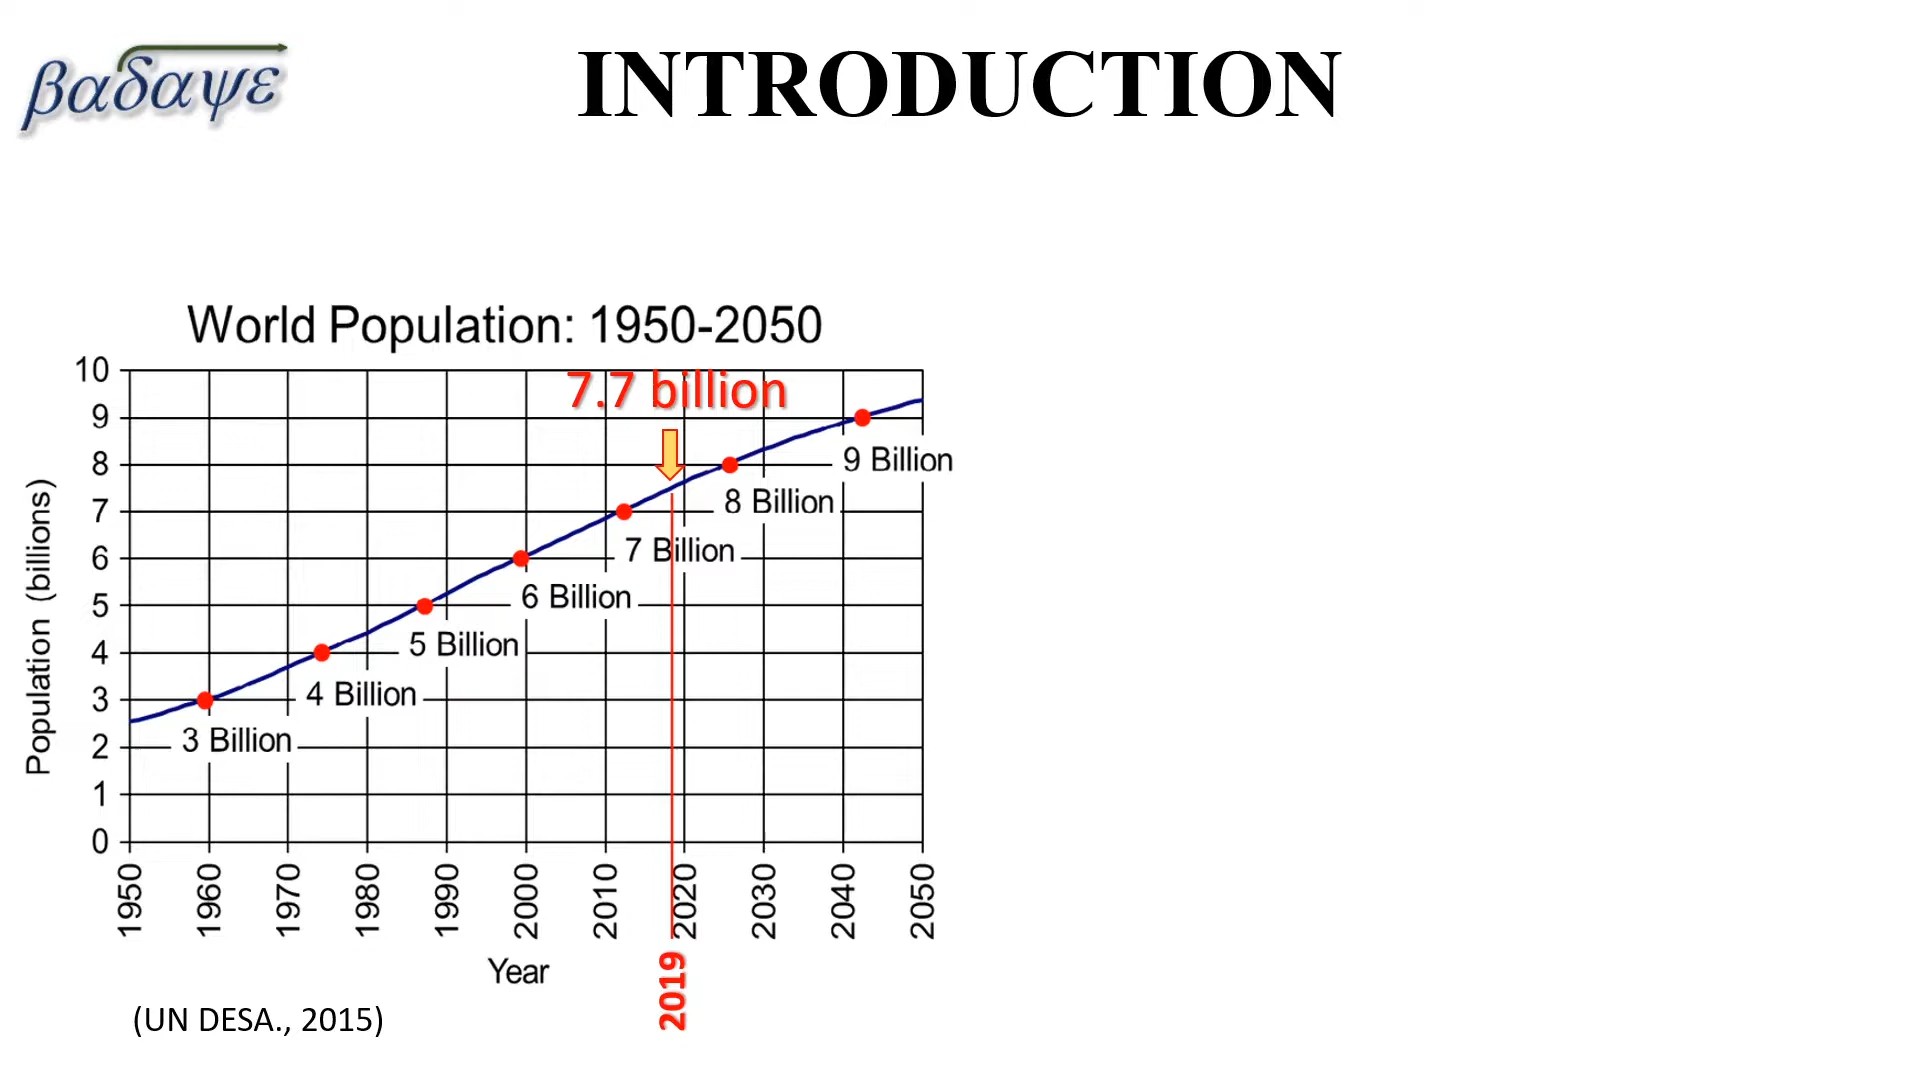 βαδαψε
INTRODUCTION
World Population: 1950-2050
7.7 billion
10
9
8
7
6
5
4
3
2
1
0
9 Billion
8 Billion
7 Billion
6 Billion
5 Billion
4 Billion
3 Billion
Population (billions)
1950 1960 1970 1980 1990 2000 2010 2020 2030 2040 2050
Year
2019
(UN DESA., 2015)